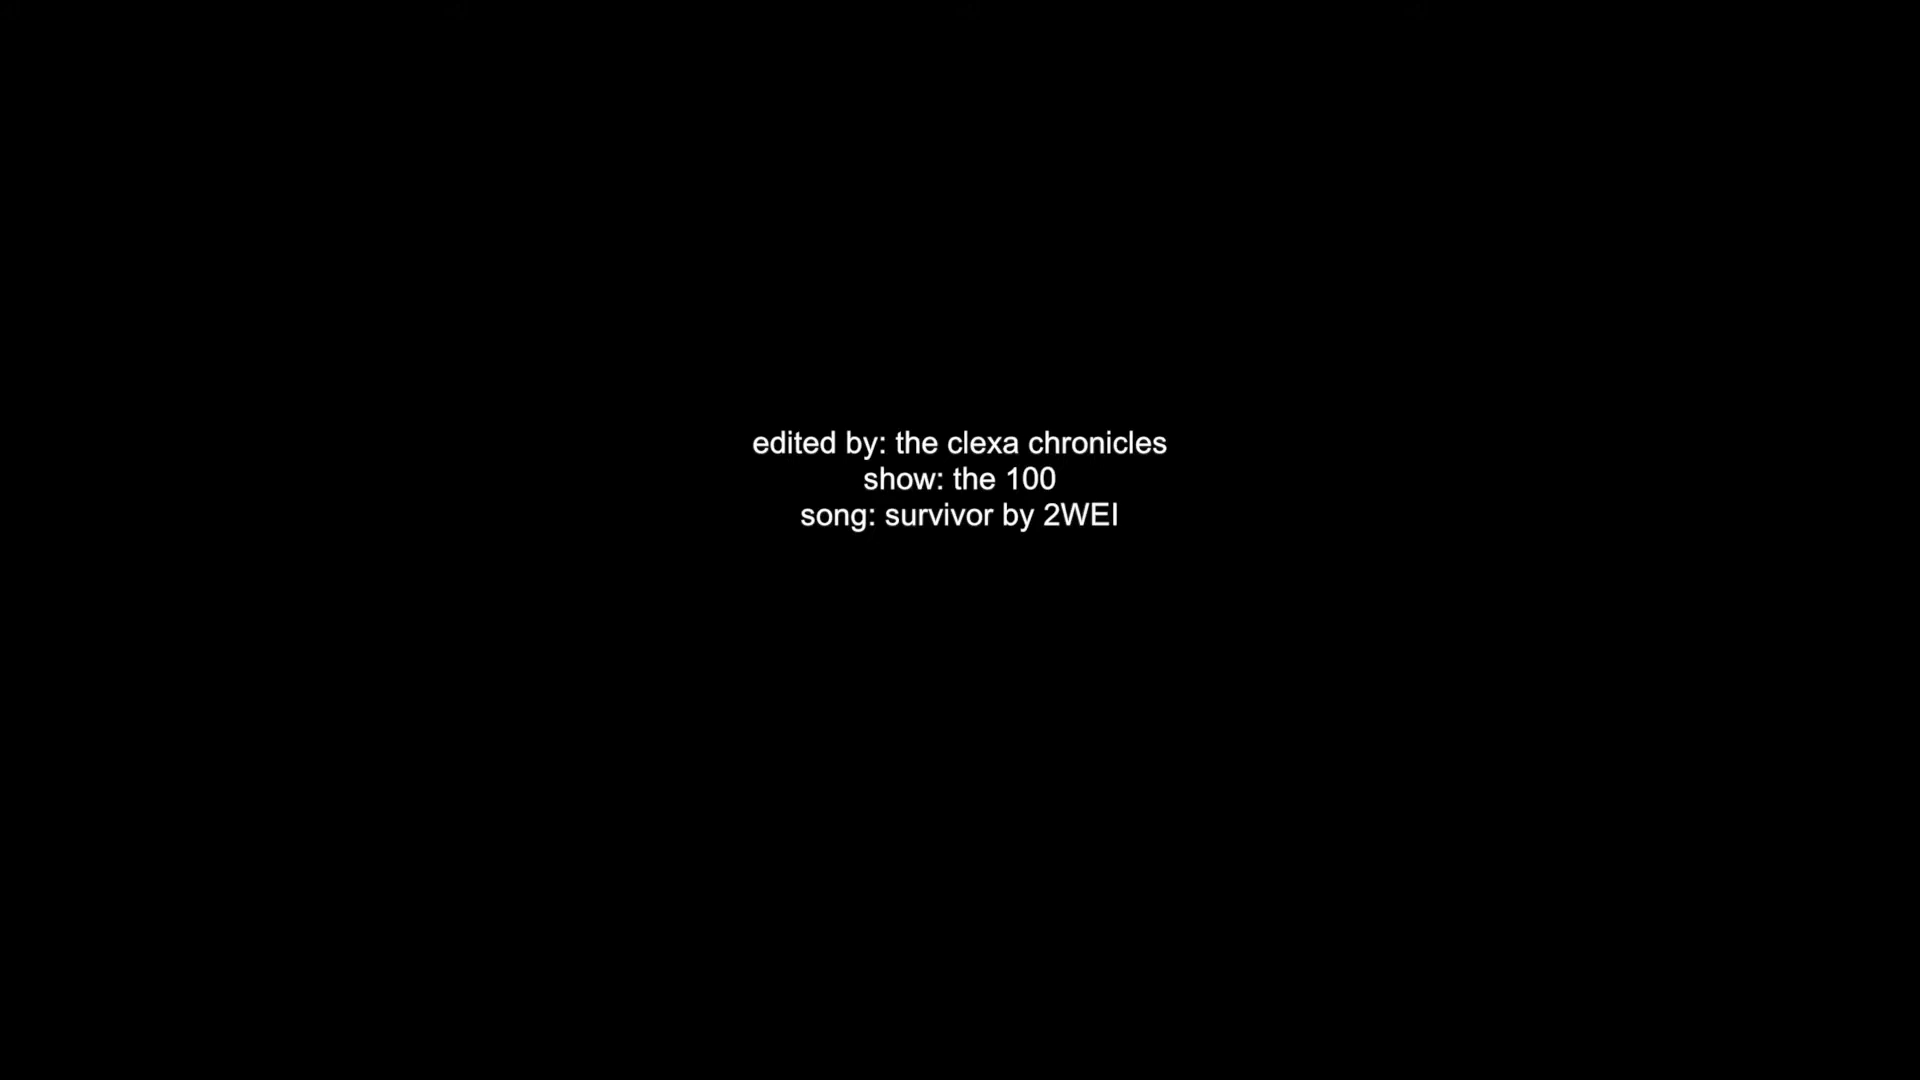 edited by: the clexa chronicles
show: the 100
song: survivor by 2WEI